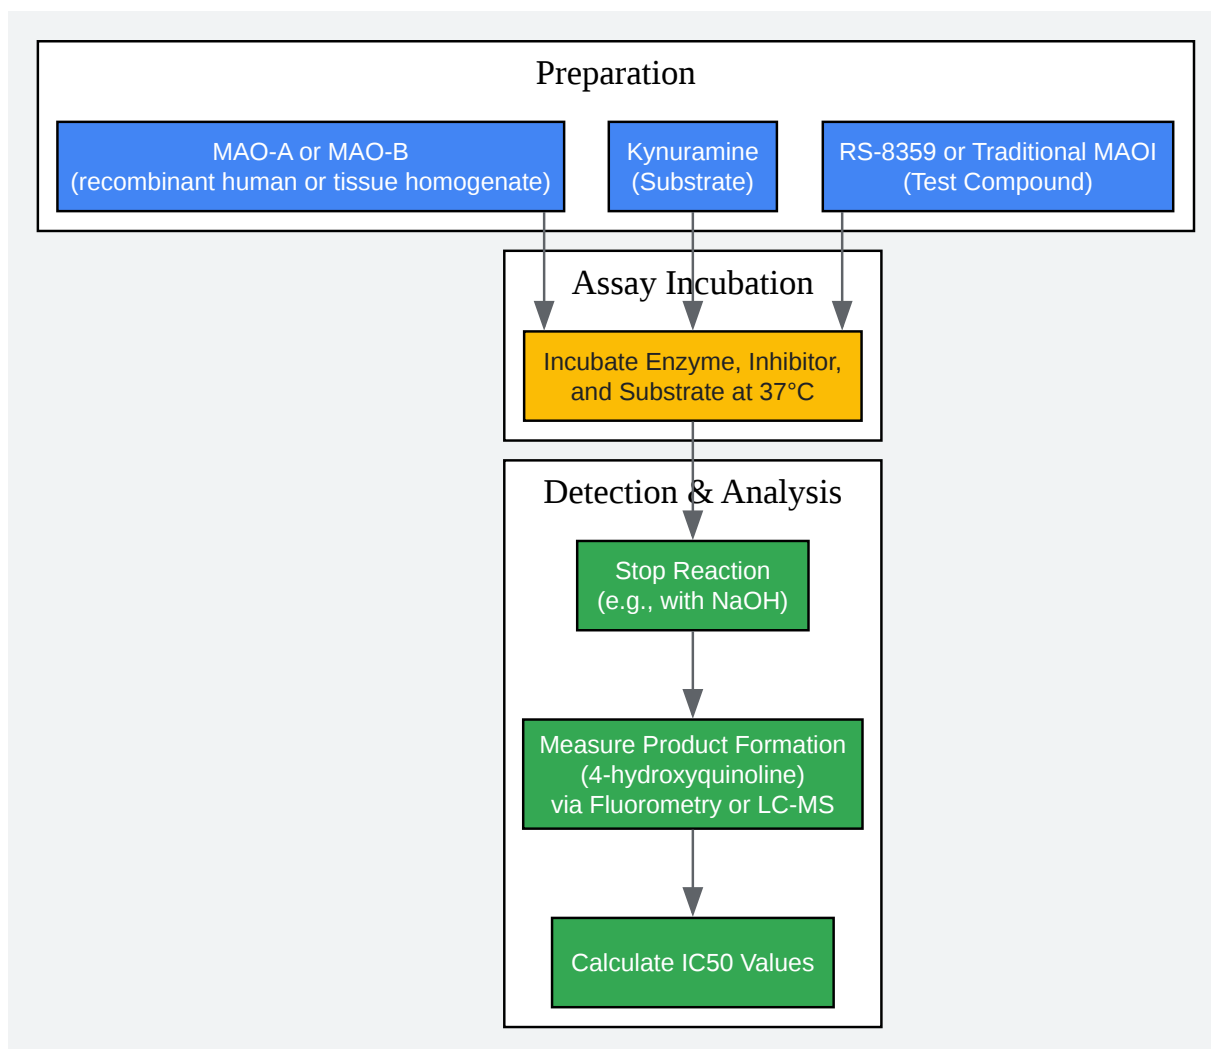 Preparation
MAO-A or MAO-B
(recombinant human or tissue homogenate)
Kynuramine
(Substrate)
RS-8359 or Traditional MAOI
(Test Compound)
Assay Incubation
Incubate Enzyme, Inhibitor,
and Substrate at 37°C
Detection & Analysis
Stop Reaction
(e.g., with NaOH)
Measure Product Formation
(4-hydroxyquinoline)
via Fluorometry or LC-MS
Calculate IC50 Values